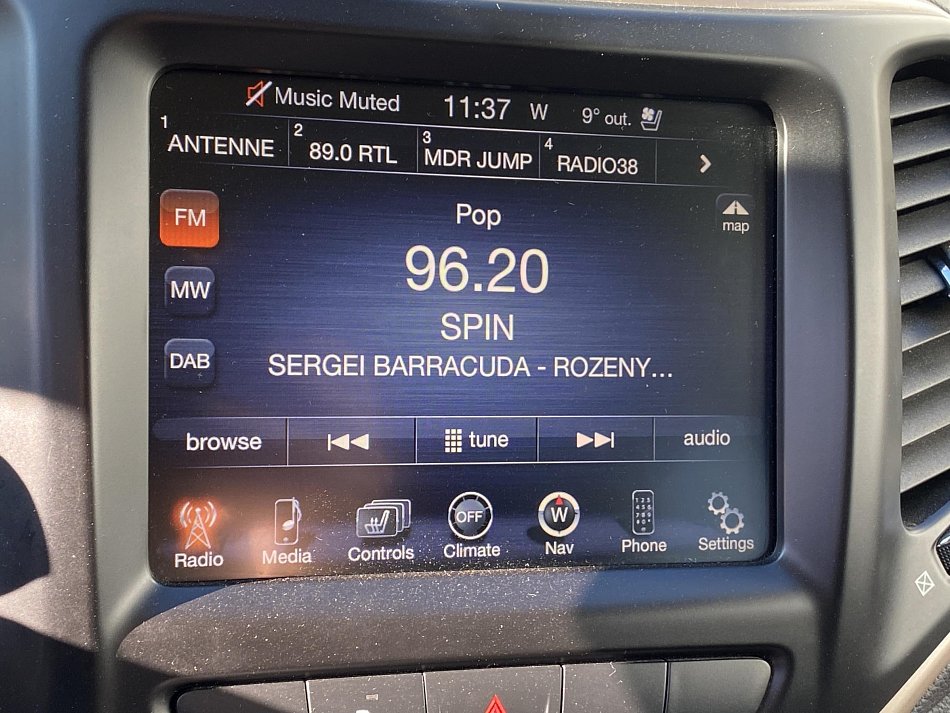 Music Muted 11:37 W 9° out.
1 ANTENNE 2 89.0 RTL 3 MDR JUMP 4 RADIO38
FM Pop map
96.20
MW
SPIN
DAB SERGEI BARRACUDA - ROZENY...
browse tune audio
Radio Media Controls OFF Climate W Nav Phone Settings